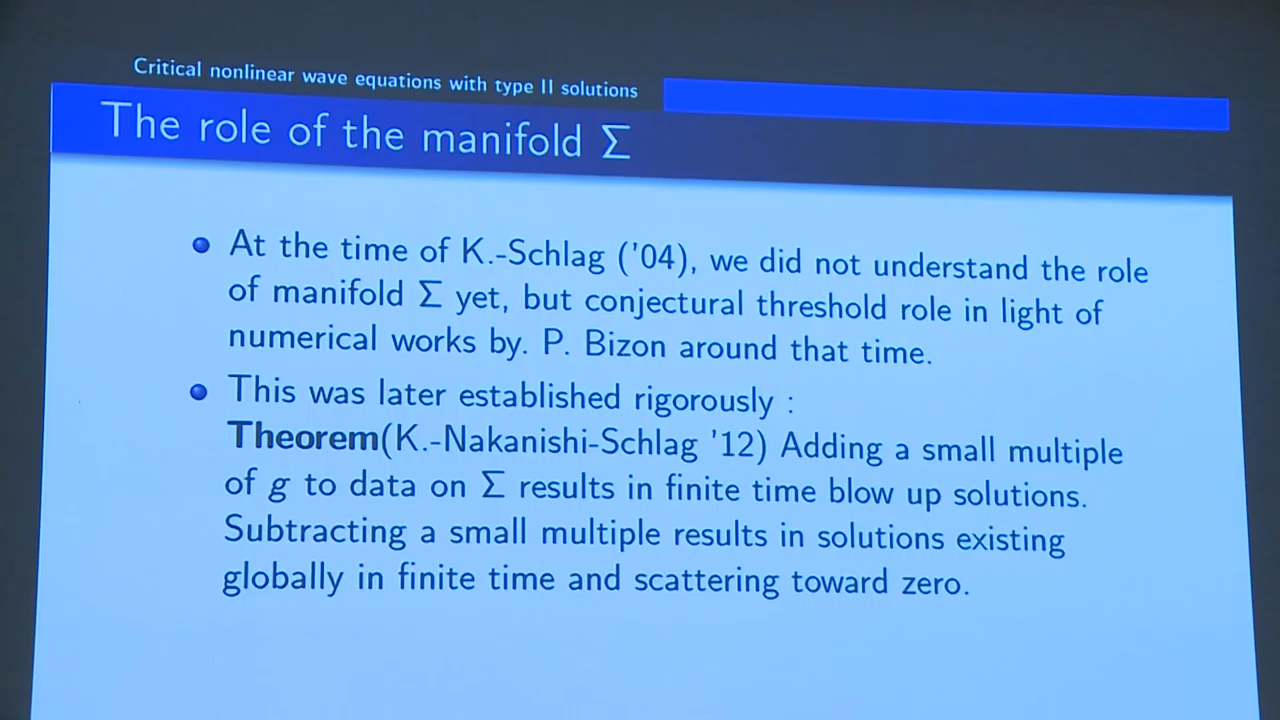 Critical nonlinear wave equations with type II solutions
The role of the manifold Σ
At the time of K.-Schlag ('04), we did not understand the role
of manifold Σ yet, but conjectural threshold role in light of
numerical works by. P. Bizon around that time.
This was later established rigorously :
Theorem(K.-Nakanishi-Schlag '12) Adding a small multiple
of g to data on Σ results in finite time blow up solutions.
Subtracting a small multiple results in solutions existing
globally in finite time and scattering toward zero.